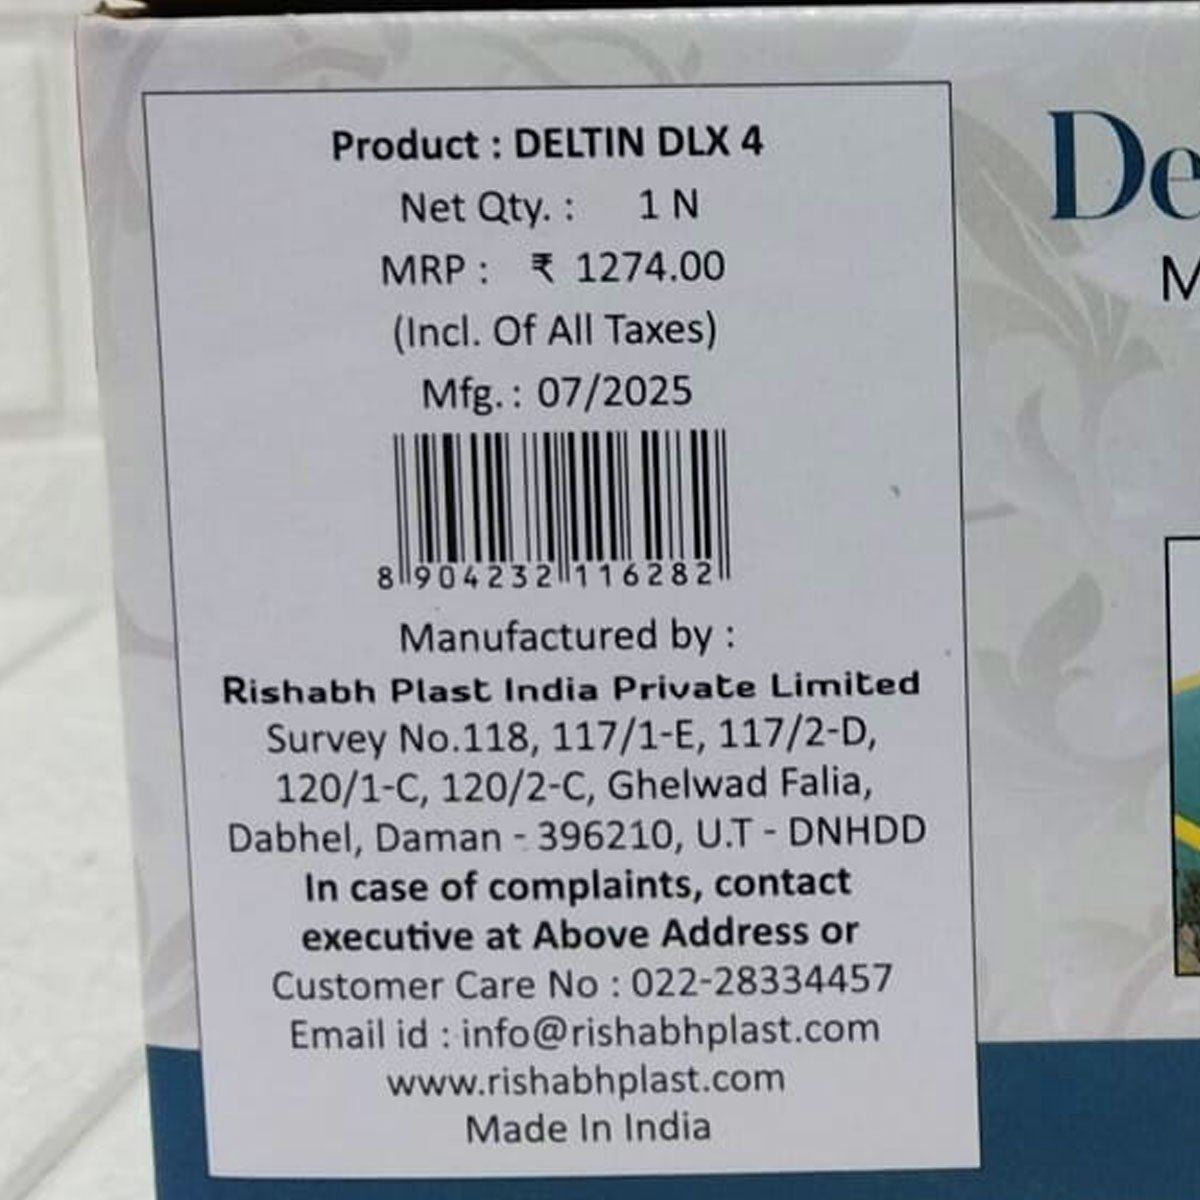 Product : DELTIN DLX 4
Net Qty. : 1 N
MRP : ₹ 1274.00
(Incl. Of All Taxes)
Mfg. : 07/2025
8 904232 116282
Manufactured by :
Rishabh Plast India Private Limited
Survey No.118, 117/1-E, 117/2-D,
120/1-C, 120/2-C, Ghelwad Falia,
Dabhel, Daman - 396210, U.T - DNHDD
In case of complaints, contact
executive at Above Address or
Customer Care No : 022-28334457
Email id : info@rishabhplast.com
www.rishabhplast.com
Made In India
De
M